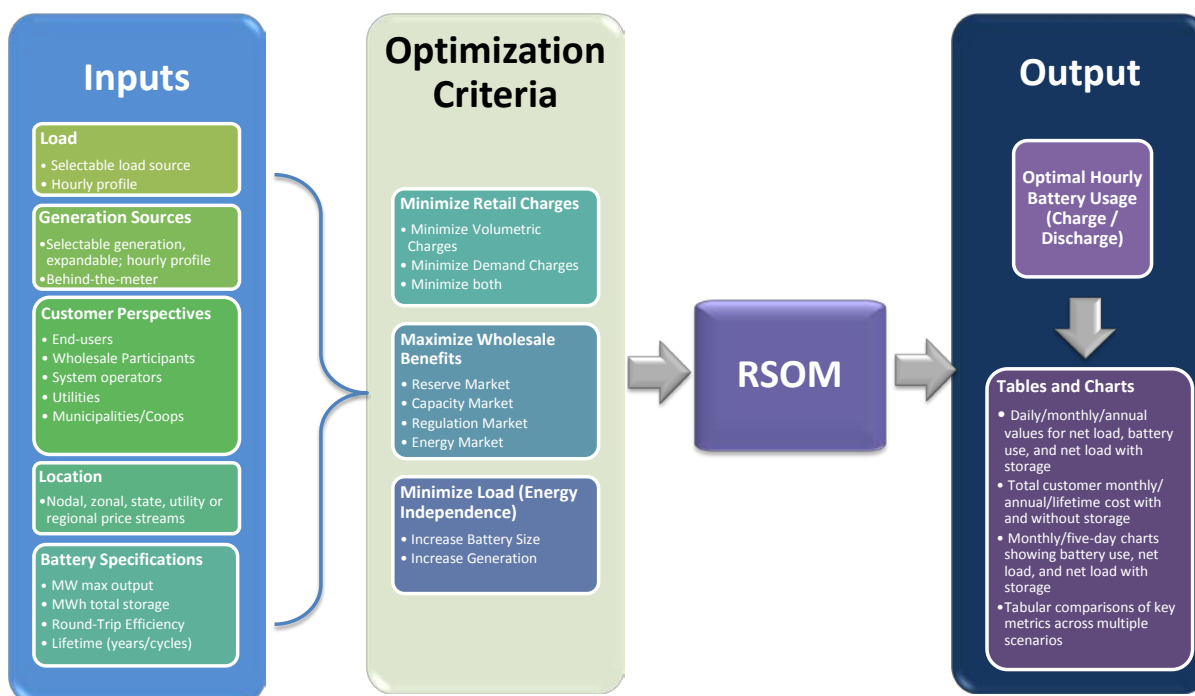 Inputs
Load
• Selectable load source
• Hourly profile
Generation Sources
•Selectable generation,
expandable; hourly profile
•Behind-the-meter
Customer Perspectives
• End-users
• Wholesale Participants
• System operators
• Utilities
• Municipalities/Coops
Location
•Nodal, zonal, state, utility or
regional price streams
Battery Specifications
• MW max output
• MWh total storage
• Round-Trip Efficiency
• Lifetime (years/cycles)
Optimization
Criteria
Minimize Retail Charges
• Minimize Volumetric
Charges
• Minimize Demand Charges
• Minimize both
Maximize Wholesale
Benefits
• Reserve Market
• Capacity Market
• Regulation Market
• Energy Market
Minimize Load (Energy
Independence)
• Increase Battery Size
• Increase Generation
RSOM
Output
Optimal Hourly
Battery Usage
(Charge /
Discharge)
Tables and Charts
• Daily/monthly/annual
values for net load, battery
use, and net load with
storage
• Total customer monthly/
annual/lifetime cost with
and without storage
• Monthly/five-day charts
showing battery use, net
load, and net load with
storage
•Tabular comparisons of key
metrics across multiple
scenarios